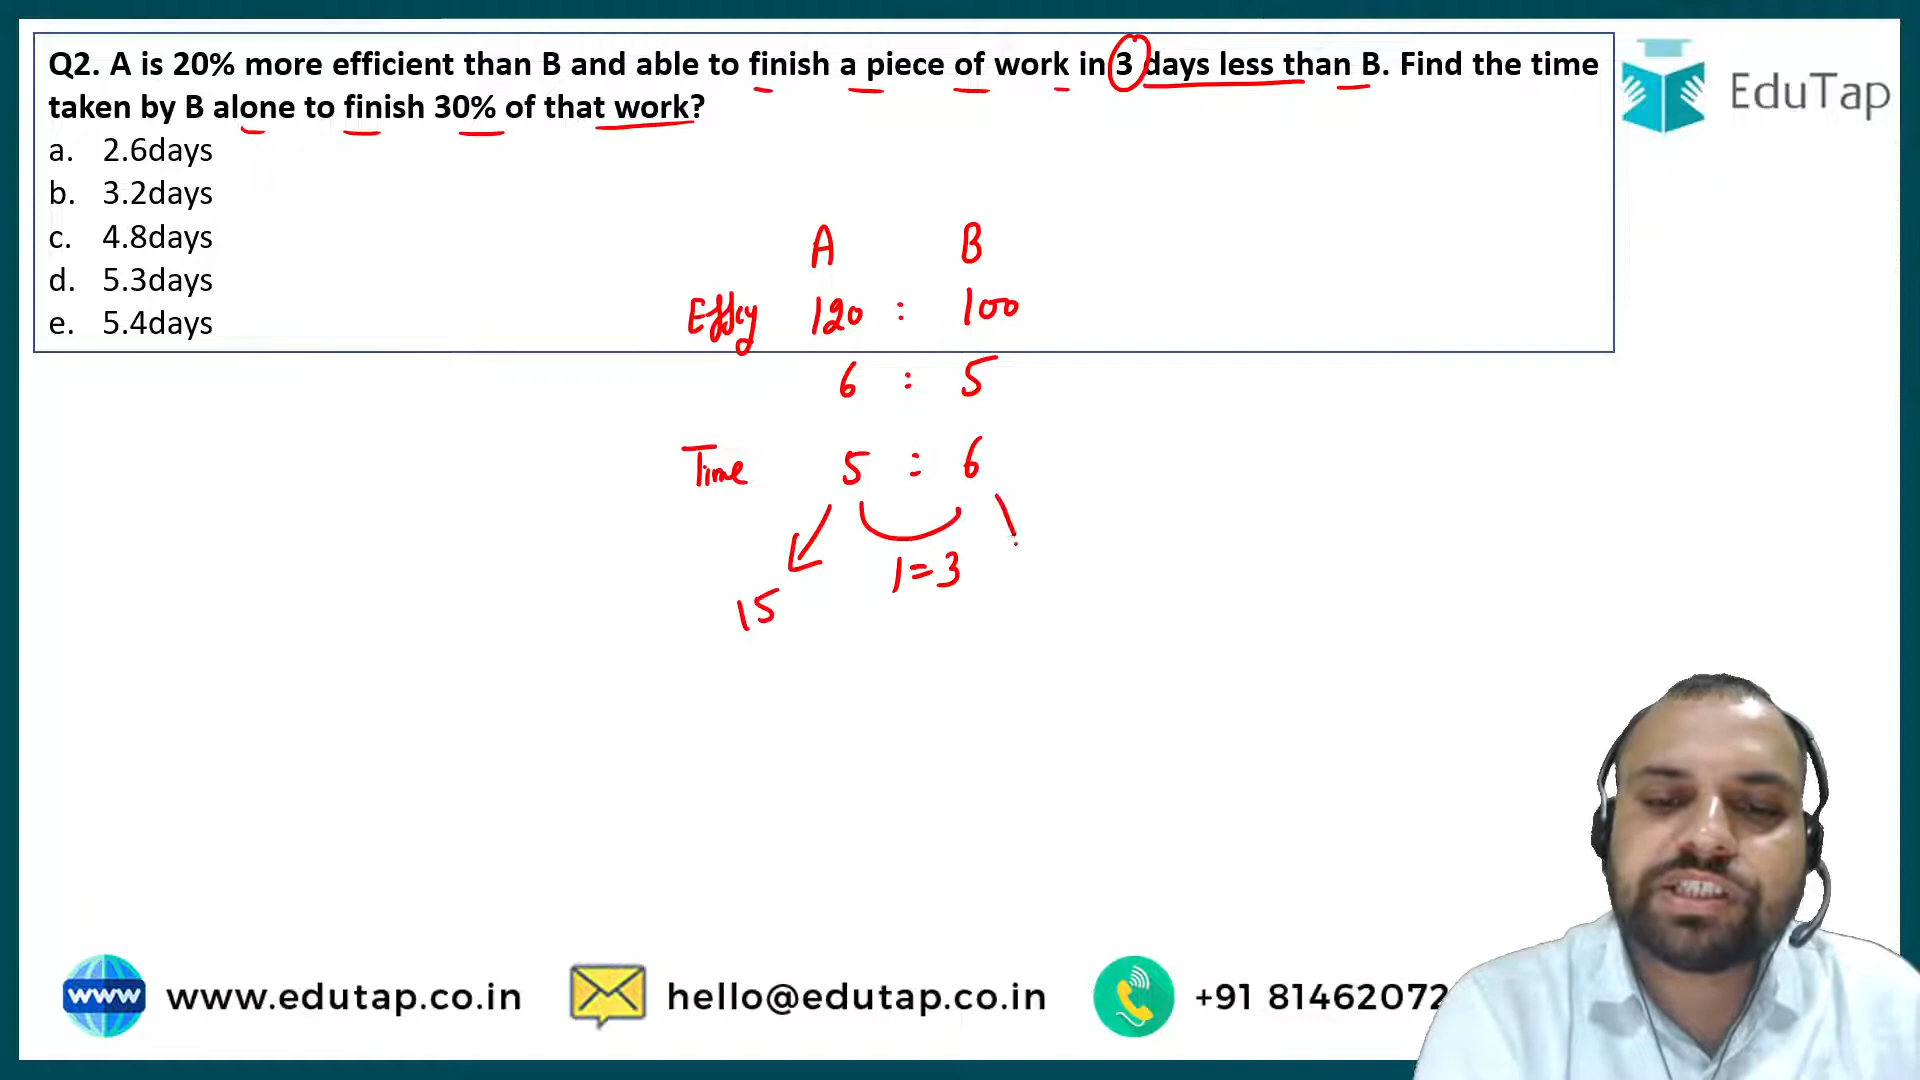 Q2. A is 20% more efficient than B and able to finish a piece of work in 3 days less than B. Find the time
taken by B alone to finish 30% of that work?
a. 2.6days
b. 3.2days
c. 4.8days
d. 5.3days
e. 5.4days
EduTap
A B
Effcy 120 : 100
6 : 5
Time 5 : 6
1=3
15
www www.edutap.co.in hello@edutap.co.in +91 81462072